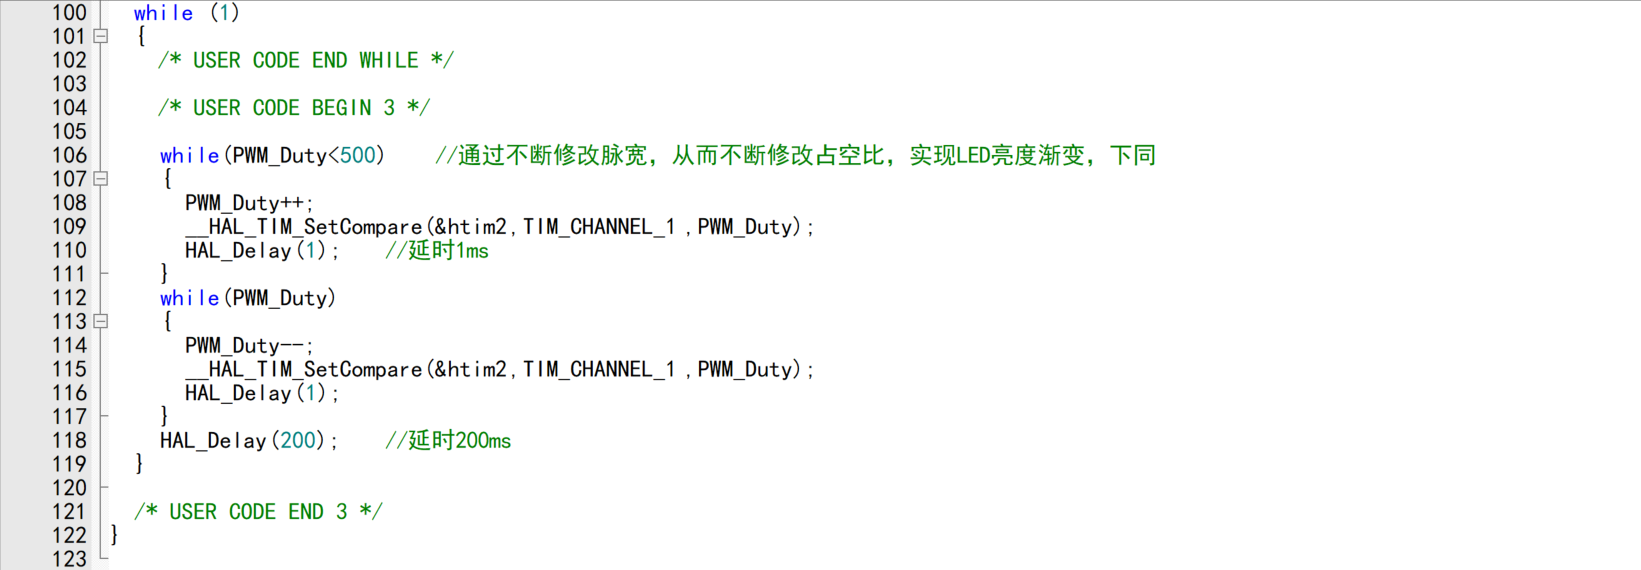 100 while (1)
101 {
102 /* USER CODE END WHILE */
103
104 /* USER CODE BEGIN 3 */
105
106 while(PWM_Duty<500) //通过不断修改脉宽，从而不断修改占空比，实现LED亮度渐变，下同
107 {
108 PWM_Duty++;
109 __HAL_TIM_SetCompare(&htim2,TIM_CHANNEL_1 ,PWM_Duty);
110 HAL_Delay(1); //延时1ms
111 }
112 while(PWM_Duty)
113 {
114 PWM_Duty--;
115 __HAL_TIM_SetCompare(&htim2,TIM_CHANNEL_1 ,PWM_Duty);
116 HAL_Delay(1);
117 }
118 HAL_Delay(200); //延时200ms
119 }
120
121 /* USER CODE END 3 */
122 }
123